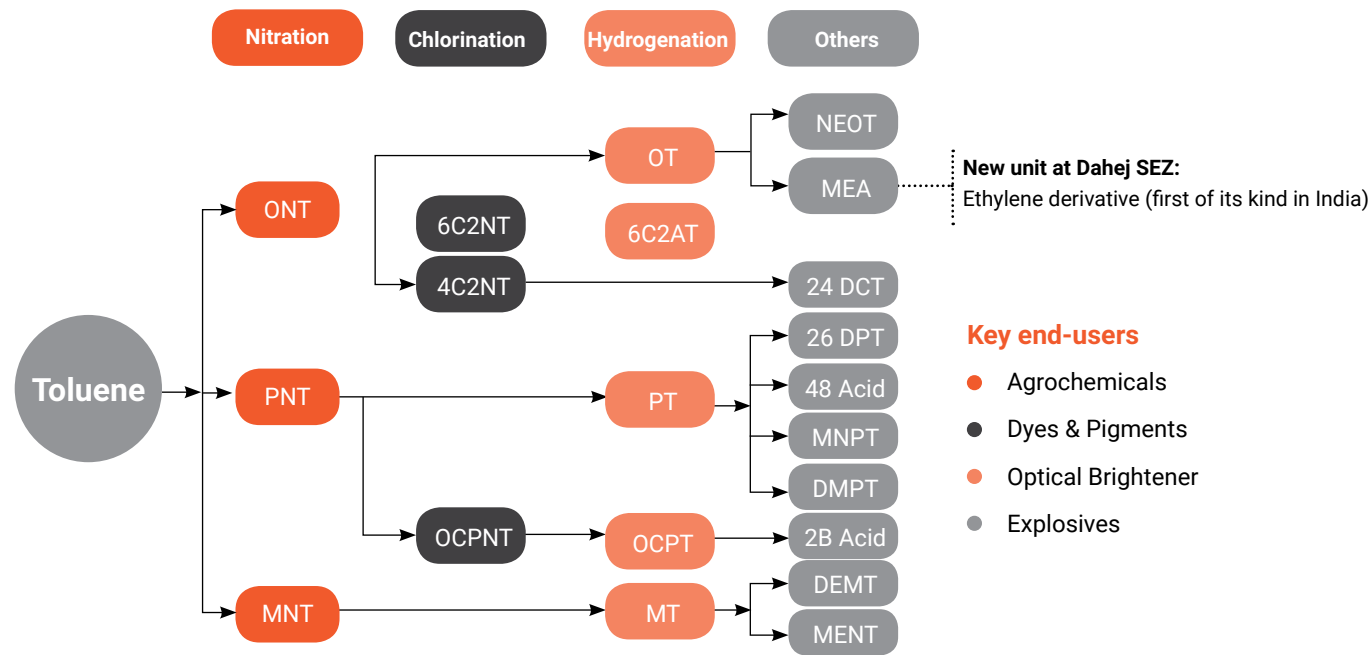 Nitration
Chlorination
Hydrogenation
Others
NEOT
OT
MEA
New unit at Dahej SEZ:
Ethylene derivative (first of its kind in India)
ONT
6C2NT
6C2AT
4C2NT
24 DCT
26 DPT
Toluene
PNT
PT
48 Acid
MNPT
DMPT
OCPNT
OCPT
2B Acid
MNT
MT
DEMT
MENT
Key end-users
Agrochemicals
Dyes & Pigments
Optical Brightener
Explosives